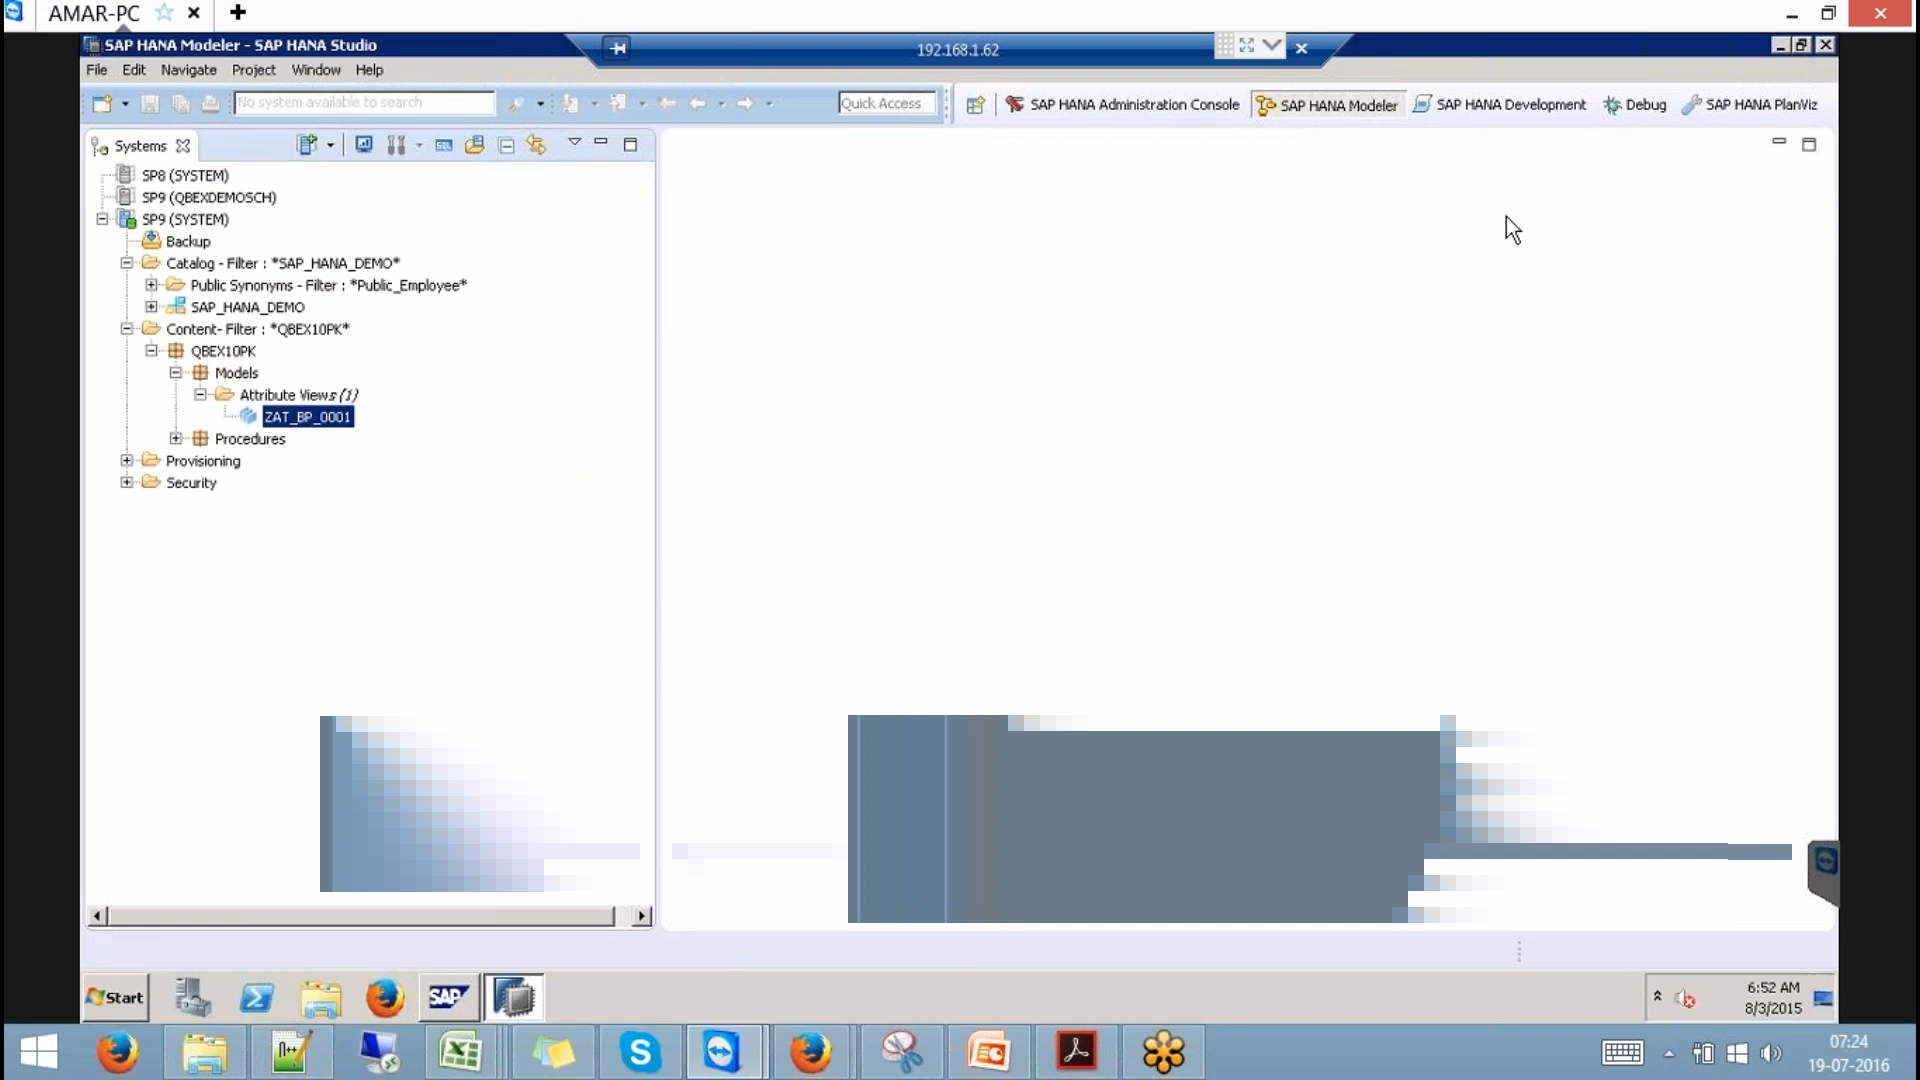 AMAR-PC
SAP HANA Modeler - SAP HANA Studio
192.168.1.62
File Edit Navigate Project Window Help
No system available to search
Quick Access
SAP HANA Administration Console
SAP HANA Modeler
SAP HANA Development
Debug
SAP HANA PlanViz
Systems
SP8 (SYSTEM)
SP9 (QBEXDEMOSCH)
SP9 (SYSTEM)
Backup
Catalog - Filter : *SAP_HANA_DEMO*
Public Synonyms - Filter : *Public_Employee*
SAP_HANA_DEMO
Content- Filter : *QBEX10PK*
QBEX10PK
Models
Attribute Views (1)
ZAT_BP_0001
Procedures
Provisioning
Security
Start
SAP
6:52 AM
8/3/2015
07:24
19-07-2016